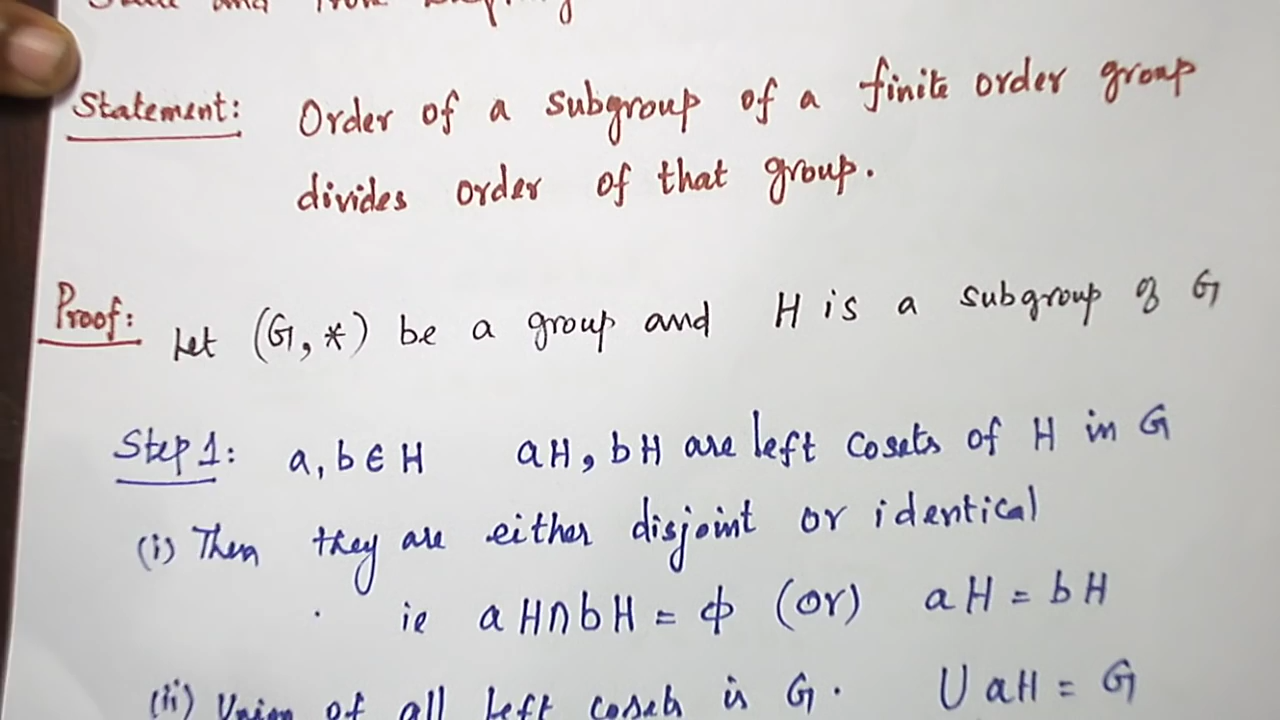 Statement: Order of a subgroup of a finite order group
divides order of that group.
Proof: Let (G, *) be a group and H is a subgroup of G
Step 1: a, b ∈ H aH, bH are left cosets of H in G
(i) Then they are either disjoint or identical
ie aH∩bH = ϕ (or) aH = bH
(ii) Union of all left cosets is G. U aH = G